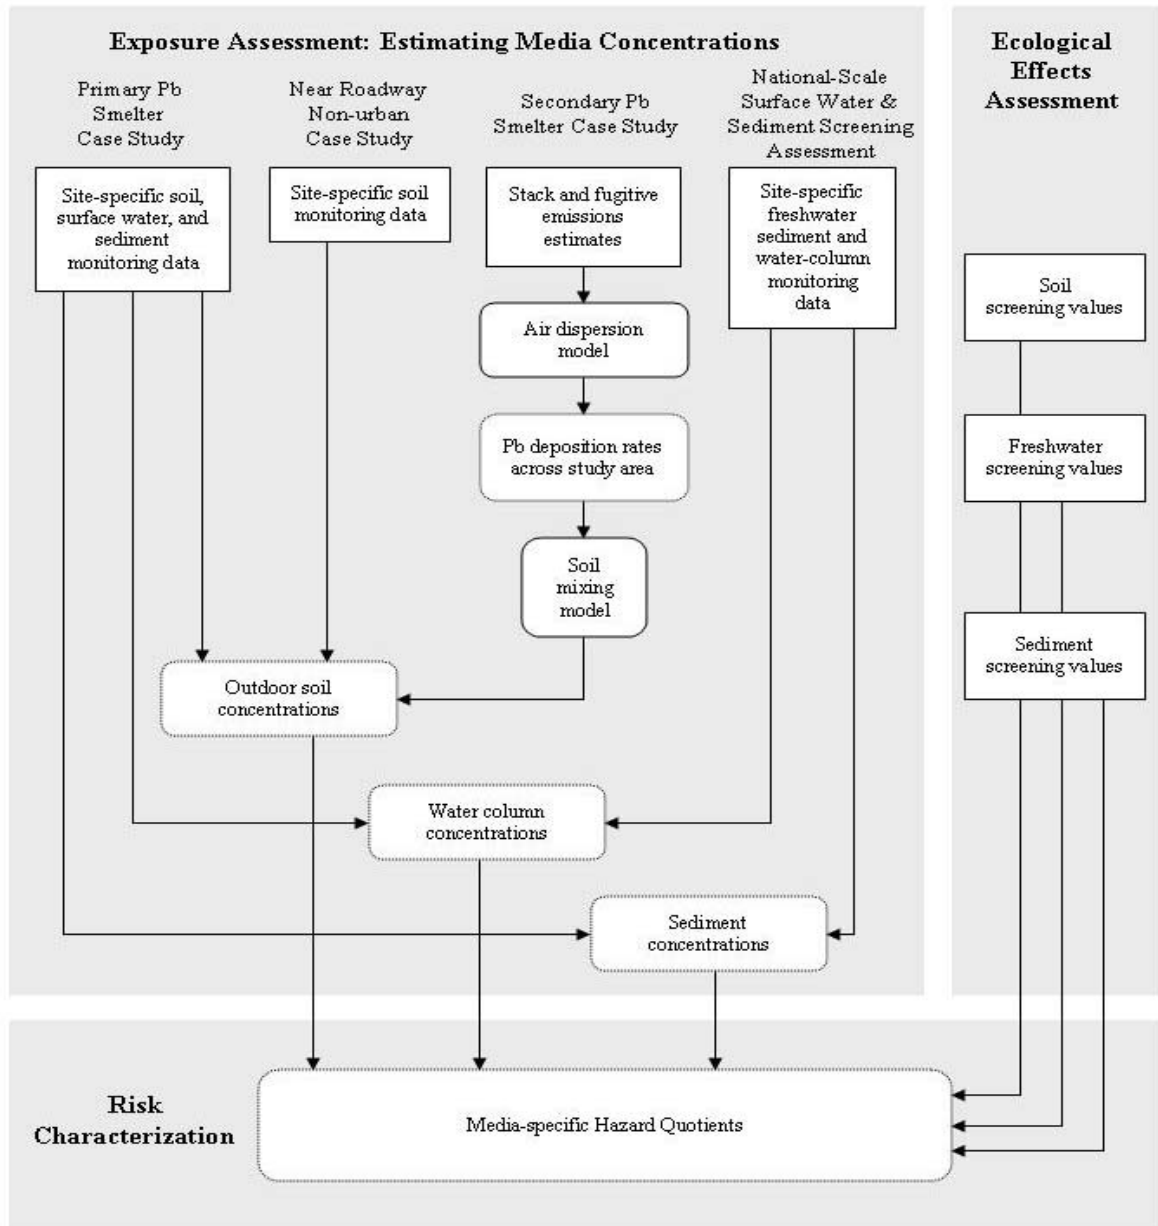 Exposure Assessment: Estimating Media Concentrations
Primary Pb
Smelter
Case Study
Near Roadway
Non-urban
Case Study
Secondary Pb
Smelter Case Study
National-Scale
Surface Water &
Sediment Screening
Assessment
Site-specific soil,
surface water, and
sediment
monitoring data
Site-specific soil
monitoring data
Stack and fugitive
emissions
estimates
Site-specific
freshwater
sediment and
water-column
monitoring
data
Air dispersion
model
Pb deposition rates
across study area
Soil
mixing
model
Outdoor soil
concentrations
Water column
concentrations
Sediment
concentrations
Ecological
Effects
Assessment
Soil
screening values
Freshwater
screening values
Sediment
screening values
Risk
Characterization
Media-specific Hazard Quotients